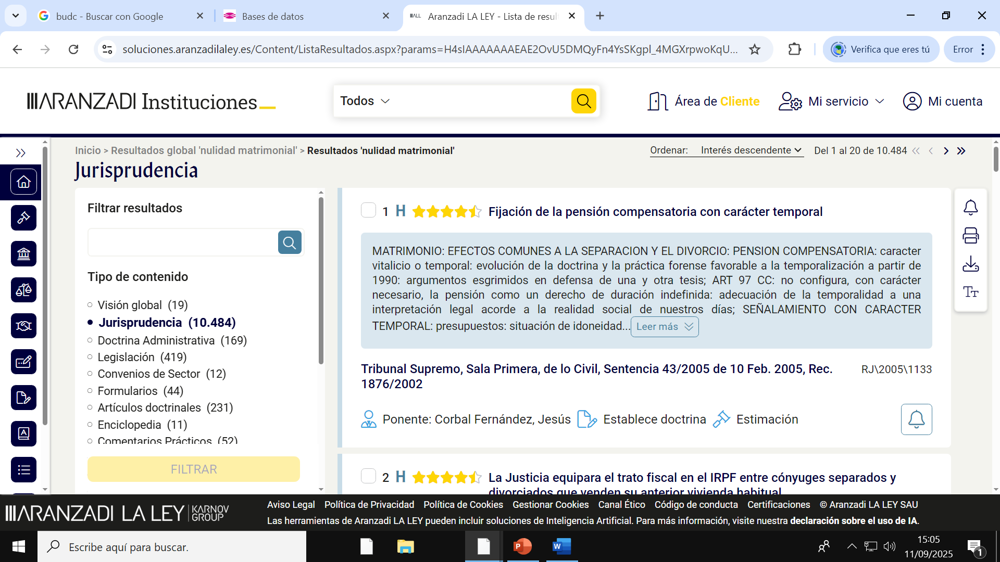 budc - Buscar con Google
Bases de datos
Aranzadi LA LEY - Lista de resul
soluciones.aranzadilaley.es/Content/ListaResultados.aspx?params=H4sIAAAAAAAEAE2OvU5DMQyFn4YsSKgpl_4MGXrpwoKqU...
Verifica que eres tú
Error
ARANZADI Instituciones
Todos
Área de Cliente
Mi servicio
Mi cuenta
Inicio > Resultados global 'nulidad matrimonial' > Resultados 'nulidad matrimonial'
Ordenar: Interés descendente
Del 1 al 20 de 10.484
Jurisprudencia
Filtrar resultados
Tipo de contenido
Visión global (19)
Jurisprudencia (10.484)
Doctrina Administrativa (169)
Legislación (419)
Convenios de Sector (12)
Formularios (44)
Artículos doctrinales (231)
Enciclopedia (11)
Comentarios Prácticos (52)
FILTRAR
1 H Fijación de la pensión compensatoria con carácter temporal
MATRIMONIO: EFECTOS COMUNES A LA SEPARACION Y EL DIVORCIO: PENSION COMPENSATORIA: caracter
vitalicio o temporal: evolución de la doctrina y la práctica forense favorable a la temporalización a partir de
1990: argumentos esgrimidos en defensa de una y otra tesis; ART 97 CC: no configura, con carácter
necesario, la pensión como un derecho de duración indefinida: adecuación de la temporalidad a una
interpretación legal acorde a la realidad social de nuestros días; SEÑALAMIENTO CON CARACTER
TEMPORAL: presupuestos: situación de idoneidad... Leer más
Tribunal Supremo, Sala Primera, de lo Civil, Sentencia 43/2005 de 10 Feb. 2005, Rec.
1876/2002
RJ\2005\1133
Ponente: Corbal Fernández, Jesús
Establece doctrina
Estimación
2 H La Justicia equipara el trato fiscal en el IRPF entre cónyuges separados y
divorciados que venden su anterior vivienda habitual
Tт
A
ARANZADI LA LEY KARNOV
GROUP
Aviso Legal Política de Privacidad Política de Cookies Gestionar Cookies Canal Ético Código de conducta Certificaciones © Aranzadi LA LEY SAU
Las herramientas de Aranzadi LA LEY pueden incluir soluciones de Inteligencia Artificial. Para más información, visite nuestra declaración sobre el uso de IA.
Escribe aquí para buscar.
P
W
15:05
11/09/2025
1